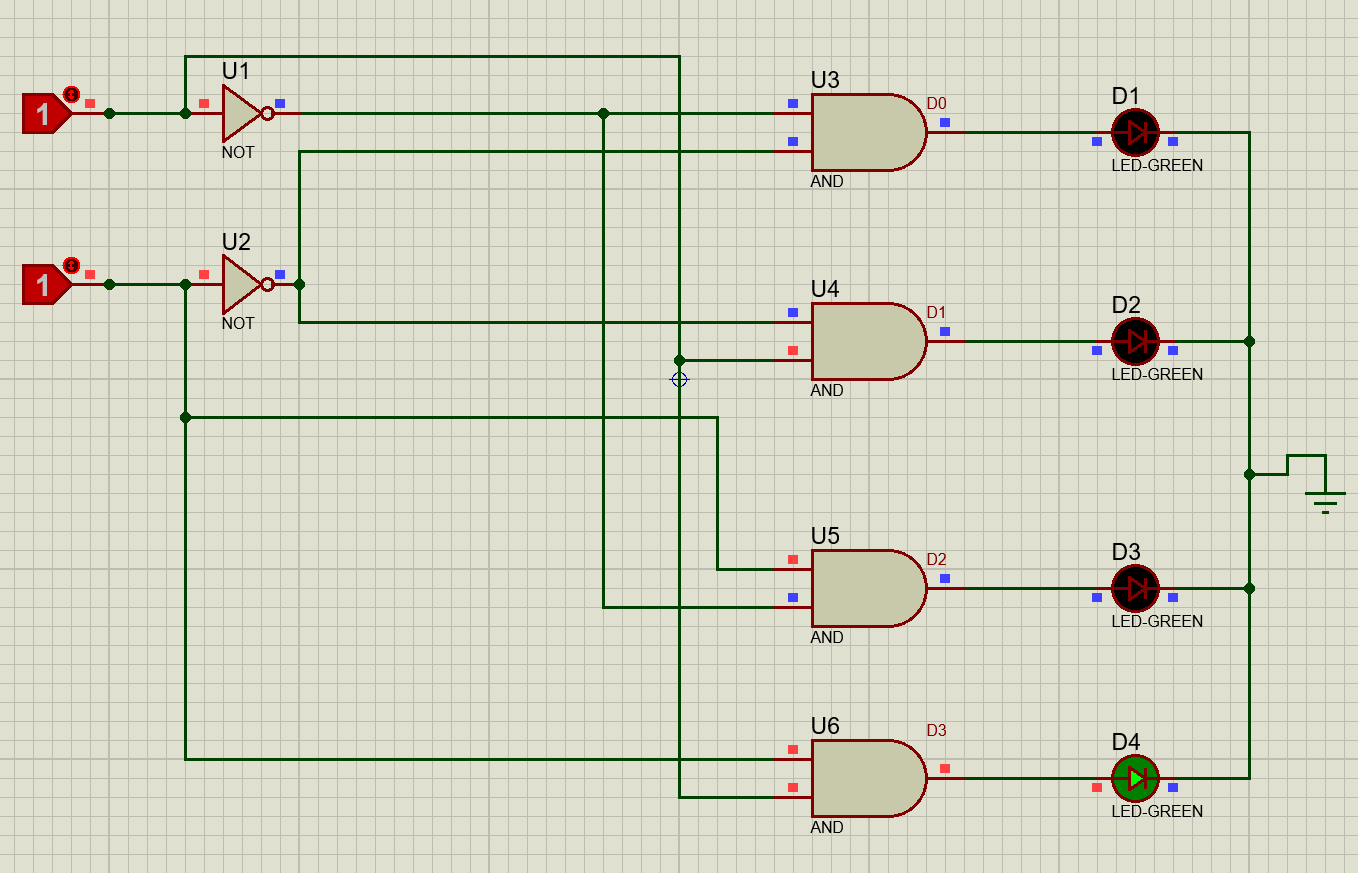 U1
1
NOT
U2
1
NOT
U3
D0
AND
D1
LED-GREEN
U4
D1
AND
D2
LED-GREEN
U5
D2
AND
D3
LED-GREEN
U6
D3
AND
D4
LED-GREEN